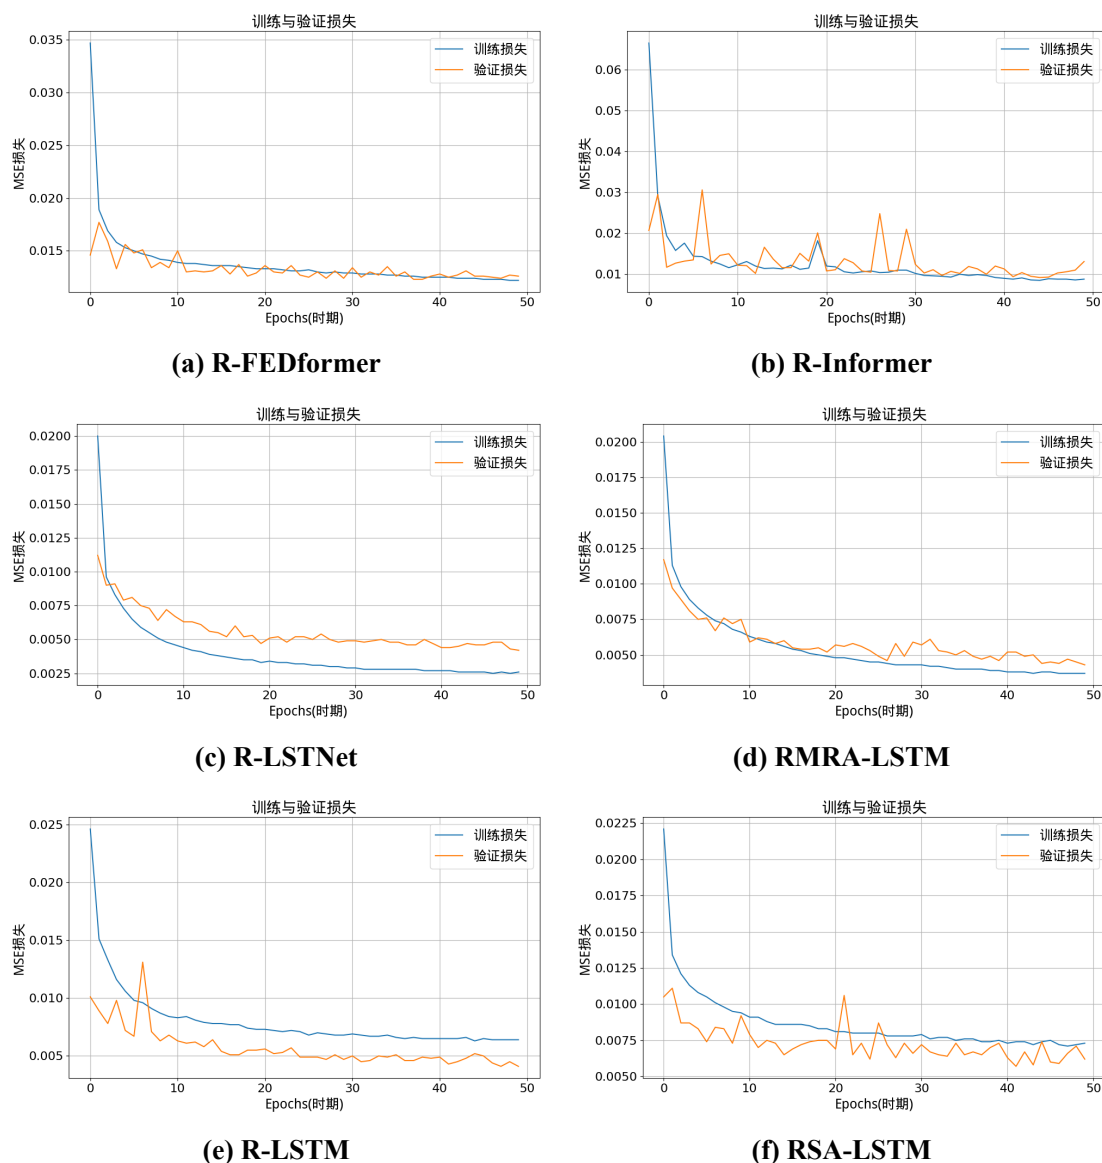 训练与验证损失
0.035
0.030
0.025
0.020
0.015
MSE损失
训练损失
验证损失
0 10 20 30 40 50
Epochs(时期)
(a) R-FEDformer
训练与验证损失
0.06
0.05
0.04
0.03
0.02
0.01
MSE损失
训练损失
验证损失
0 10 20 30 40 50
Epochs(时期)
(b) R-Informer
训练与验证损失
0.0200
0.0175
0.0150
0.0125
0.0100
0.0075
0.0050
0.0025
MSE损失
训练损失
验证损失
0 10 20 30 40 50
Epochs(时期)
(c) R-LSTNet
训练与验证损失
0.0200
0.0175
0.0150
0.0125
0.0100
0.0075
0.0050
MSE损失
训练损失
验证损失
0 10 20 30 40 50
Epochs(时期)
(d) RMRA-LSTM
训练与验证损失
0.025
0.020
0.015
0.010
0.005
MSE损失
训练损失
验证损失
0 10 20 30 40 50
Epochs(时期)
(e) R-LSTM
训练与验证损失
0.0225
0.0200
0.0175
0.0150
0.0125
0.0100
0.0075
0.0050
MSE损失
训练损失
验证损失
0 10 20 30 40 50
Epochs(时期)
(f) RSA-LSTM